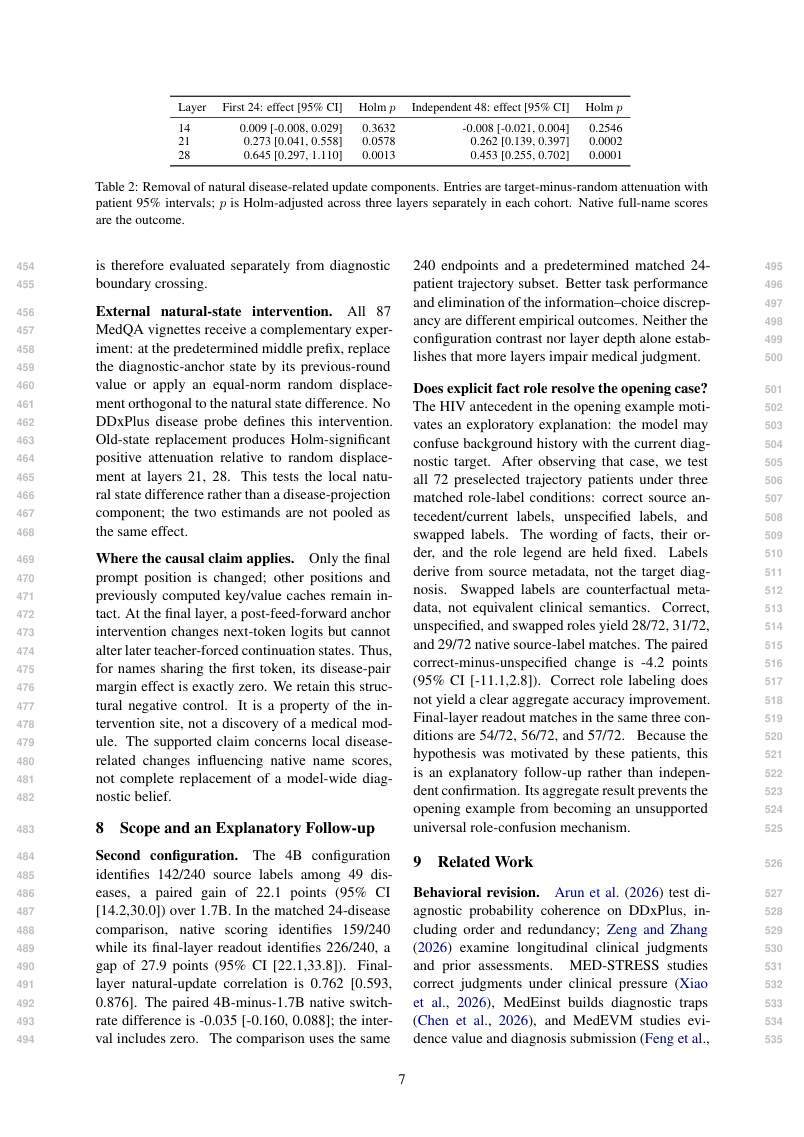 Layer First 24: effect [95% CI] Holm p Independent 48: effect [95% CI] Holm p
14 0.009 [-0.008, 0.029] 0.3632 -0.008 [-0.021, 0.004] 0.2546
21 0.273 [0.041, 0.558] 0.0578 0.262 [0.139, 0.397] 0.0002
28 0.645 [0.297, 1.110] 0.0013 0.453 [0.255, 0.702] 0.0001
Table 2: Removal of natural disease-related update components. Entries are target-minus-random attenuation with
patient 95% intervals; p is Holm-adjusted across three layers separately in each cohort. Native full-name scores
are the outcome.
454 is therefore evaluated separately from diagnostic
455 boundary crossing.
456 External natural-state intervention. All 87
457 MedQA vignettes receive a complementary exper-
458 iment: at the predetermined middle prefix, replace
459 the diagnostic-anchor state by its previous-round
460 value or apply an equal-norm random displace-
461 ment orthogonal to the natural state difference. No
462 DDxPlus disease probe defines this intervention.
463 Old-state replacement produces Holm-significant
464 positive attenuation relative to random displace-
465 ment at layers 21, 28. This tests the local natu-
466 ral state difference rather than a disease-projection
467 component; the two estimands are not pooled as
468 the same effect.
469 Where the causal claim applies. Only the final
470 prompt position is changed; other positions and
471 previously computed key/value caches remain in-
472 tact. At the final layer, a post-feed-forward anchor
473 intervention changes next-token logits but cannot
474 alter later teacher-forced continuation states. Thus,
475 for names sharing the first token, its disease-pair
476 margin effect is exactly zero. We retain this struc-
477 tural negative control. It is a property of the in-
478 tervention site, not a discovery of a medical mod-
479 ule. The supported claim concerns local disease-
480 related changes influencing native name scores,
481 not complete replacement of a model-wide diag-
482 nostic belief.
483 8 Scope and an Explanatory Follow-up
484 Second configuration. The 4B configuration
485 identifies 142/240 source labels among 49 dis-
486 eases, a paired gain of 22.1 points (95% CI
487 [14.2,30.0]) over 1.7B. In the matched 24-disease
488 comparison, native scoring identifies 159/240
489 while its final-layer readout identifies 226/240, a
490 gap of 27.9 points (95% CI [22.1,33.8]). Final-
491 layer natural-update correlation is 0.762 [0.593,
492 0.876]. The paired 4B-minus-1.7B native switch-
493 rate difference is -0.035 [-0.160, 0.088]; the inter-
494 val includes zero. The comparison uses the same
495 240 endpoints and a predetermined matched 24-
496 patient trajectory subset. Better task performance
497 and elimination of the information–choice discrep-
498 ancy are different empirical outcomes. Neither the
499 configuration contrast nor layer depth alone estab-
500 lishes that more layers impair medical judgment.
501 Does explicit fact role resolve the opening case?
502 The HIV antecedent in the opening example moti-
503 vates an exploratory explanation: the model may
504 confuse background history with the current diag-
505 nostic target. After observing that case, we test
506 all 72 preselected trajectory patients under three
507 matched role-label conditions: correct source an-
508 tecedent/current labels, unspecified labels, and
509 swapped labels. The wording of facts, their or-
510 der, and the role legend are held fixed. Labels
511 derive from source metadata, not the target diag-
512 nosis. Swapped labels are counterfactual meta-
513 data, not equivalent clinical semantics. Correct,
514 unspecified, and swapped roles yield 28/72, 31/72,
515 and 29/72 native source-label matches. The paired
516 correct-minus-unspecified change is -4.2 points
517 (95% CI [-11.1,2.8]). Correct role labeling does
518 not yield a clear aggregate accuracy improvement.
519 Final-layer readout matches in the same three con-
520 ditions are 54/72, 56/72, and 57/72. Because the
521 hypothesis was motivated by these patients, this
522 is an explanatory follow-up rather than indepen-
523 dent confirmation. Its aggregate result prevents the
524 opening example from becoming an unsupported
525 universal role-confusion mechanism.
526 9 Related Work
527 Behavioral revision. Arun et al. (2026) test di-
528 agnostic probability coherence on DDxPlus, in-
529 cluding order and redundancy; Zeng and Zhang
530 (2026) examine longitudinal clinical judgments
531 and prior assessments. MED-STRESS studies
532 correct judgments under clinical pressure (Xiao
533 et al., 2026), MedEinst builds diagnostic traps
534 (Chen et al., 2026), and MedEVM studies evi-
535 dence value and diagnosis submission (Feng et al.,
7